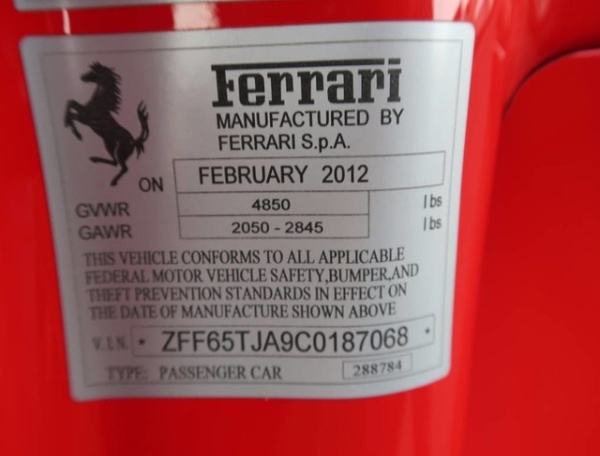 Ferrari
MANUFACTURED BY
FERRARI S.p.A.
ON FEBRUARY 2012
GVWR 4850 lbs
GAWR 2050 - 2845 lbs
THIS VEHICLE CONFORMS TO ALL APPLICABLE
FEDERAL MOTOR VEHICLE SAFETY,BUMPER,AND
THEFT PREVENTION STANDARDS IN EFFECT ON
THE DATE OF MANUFACTURE SHOWN ABOVE
V.I.N. * ZFF65TJA9C0187068 *
TYPE: PASSENGER CAR 288784